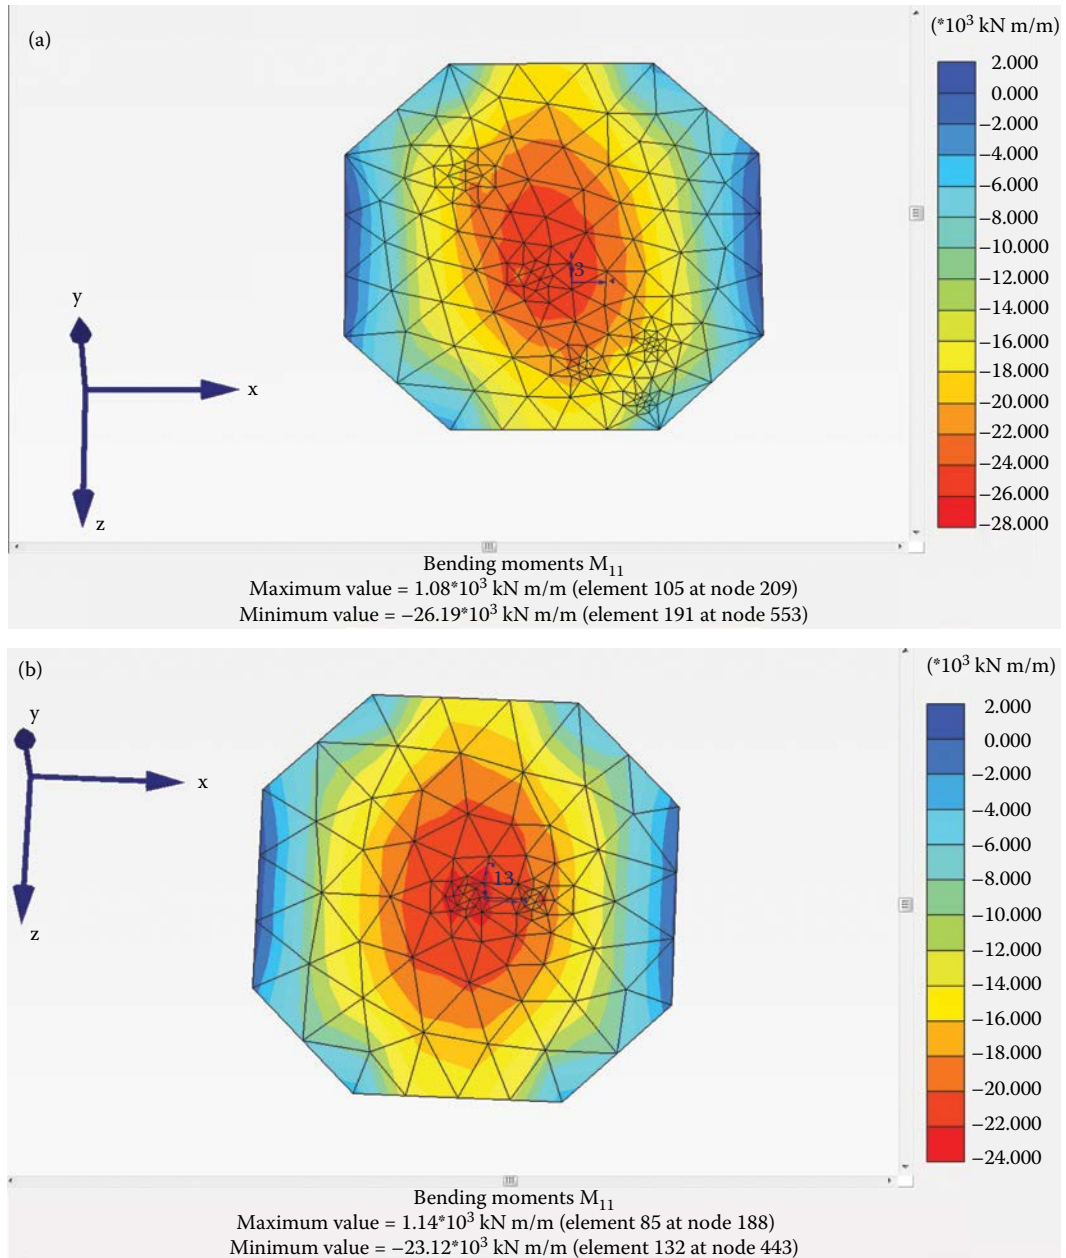 (a)
(*10³ kN m/m)
2.000
0.000
−2.000
−4.000
−6.000
−8.000
−10.000
−12.000
−14.000
−16.000
−18.000
−20.000
−22.000
−24.000
−26.000
−28.000
3
y
x
z
Bending moments M₁₁
Maximum value = 1.08*10³ kN m/m (element 105 at node 209)
Minimum value = −26.19*10³ kN m/m (element 191 at node 553)
(b)
(*10³ kN m/m)
2.000
0.000
−2.000
−4.000
−6.000
−8.000
−10.000
−12.000
−14.000
−16.000
−18.000
−20.000
−22.000
−24.000
y
x
z
13
Bending moments M₁₁
Maximum value = 1.14*10³ kN m/m (element 85 at node 188)
Minimum value = −23.12*10³ kN m/m (element 132 at node 443)